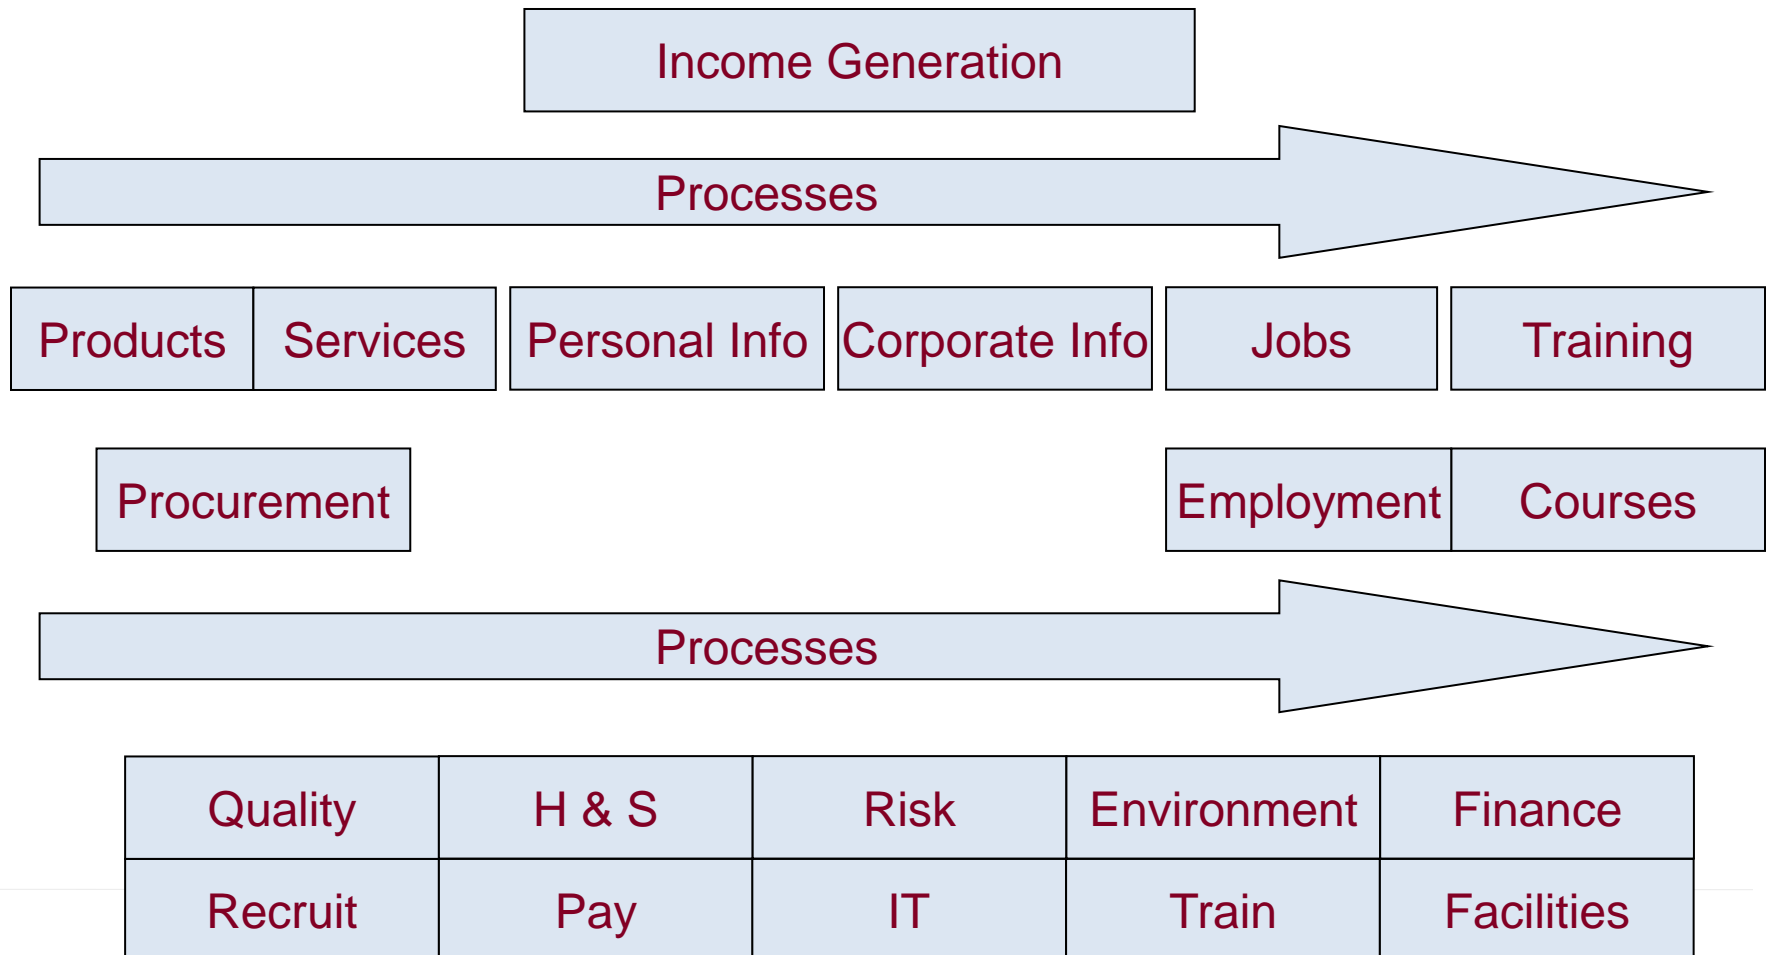 Income Generation
Processes
Products Services Personal Info Corporate Info Jobs Training
Procurement Employment Courses
Processes
Quality H & S Risk Environment Finance
Recruit Pay IT Train Facilities